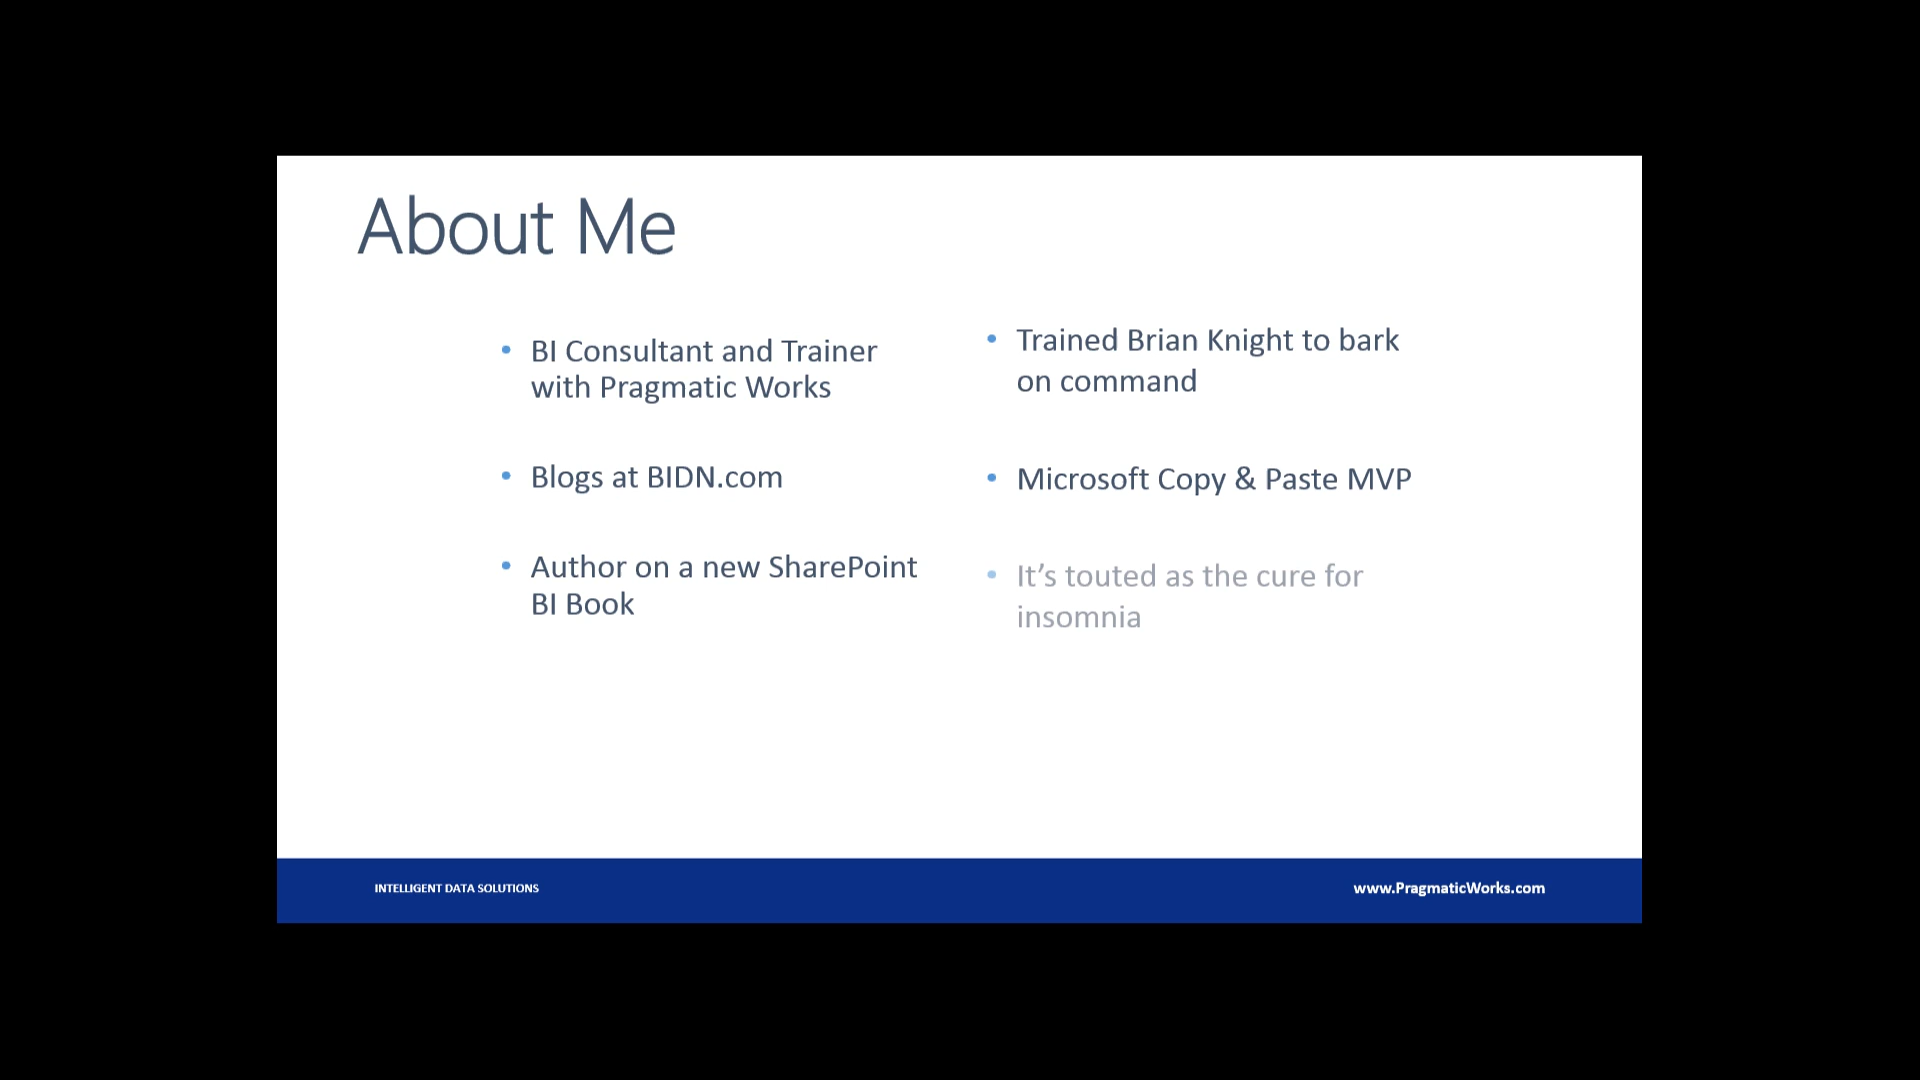 About Me
• BI Consultant and Trainer
with Pragmatic Works
• Blogs at BIDN.com
• Author on a new SharePoint
BI Book
• Trained Brian Knight to bark
on command
• Microsoft Copy & Paste MVP
• It’s touted as the cure for
insomnia
INTELLIGENT DATA SOLUTIONS
www.PragmaticWorks.com